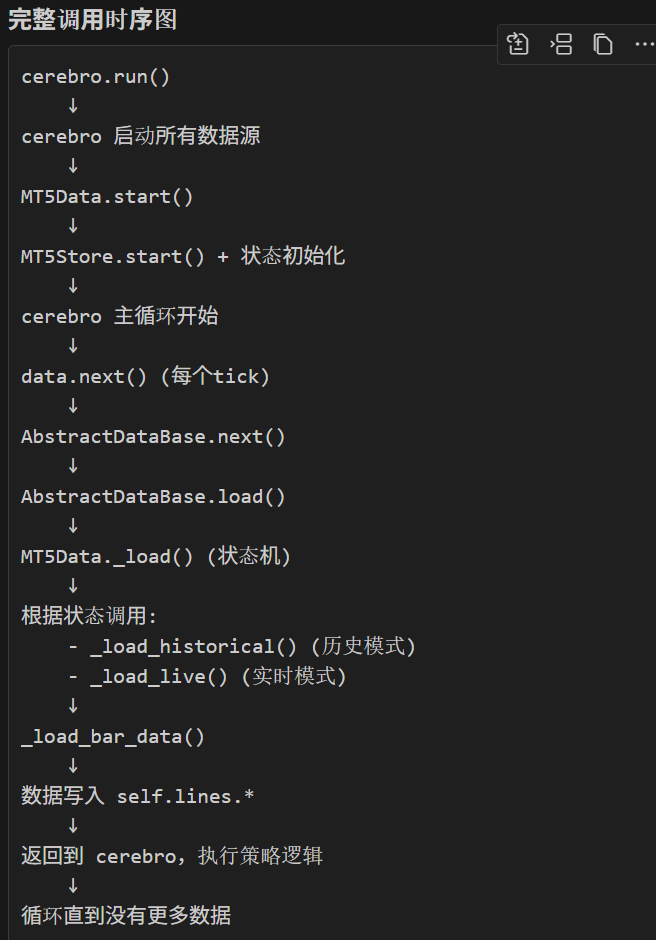 完整调用时序图
cerebro.run()
↓
cerebro 启动所有数据源
↓
MT5Data.start()
↓
MT5Store.start() + 状态初始化
↓
cerebro 主循环开始
↓
data.next() (每个tick)
↓
AbstractDataBase.next()
↓
AbstractDataBase.load()
↓
MT5Data._load() (状态机)
↓
根据状态调用:
- _load_historical() (历史模式)
- _load_live() (实时模式)
↓
_load_bar_data()
↓
数据写入 self.lines.*
↓
返回到 cerebro，执行策略逻辑
↓
循环直到没有更多数据